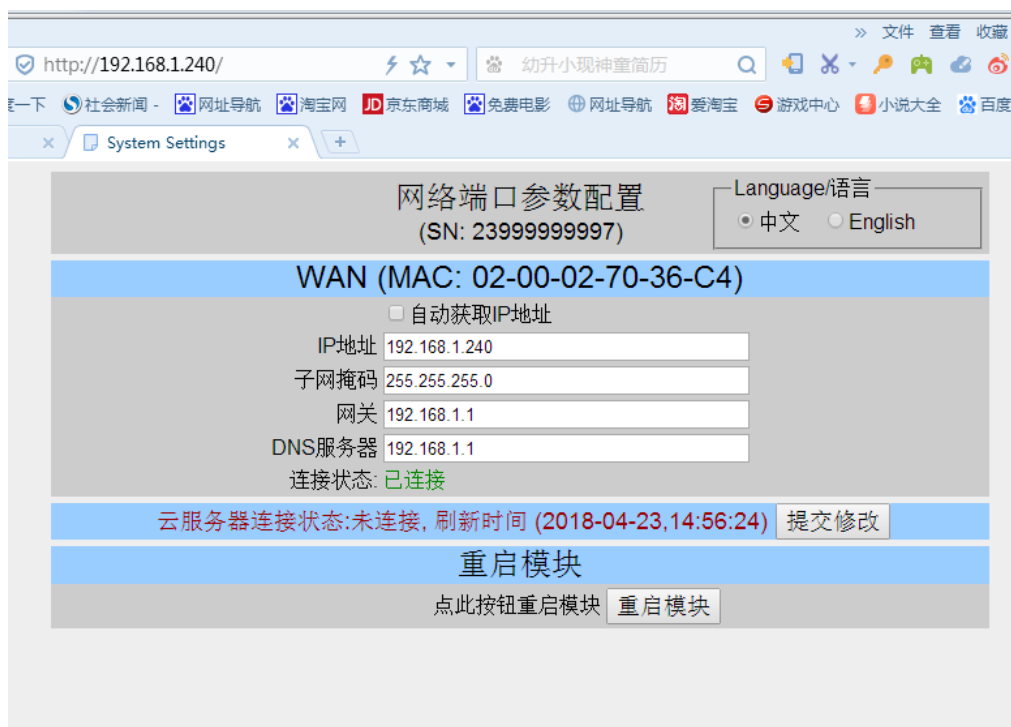 » 文件 查看 收藏
http://192.168.1.240/ 幼升小现神童简历
一下 社会新闻 - 网址导航 淘宝网 JD 京东商城 免费电影 网址导航 淘 爱淘宝 游戏中心 小说大全 百度
System Settings
网络端口参数配置
(SN: 23999999997)
Language/语言
中文 English
WAN (MAC: 02-00-02-70-36-C4)
自动获取IP地址
IP地址 192.168.1.240
子网掩码 255.255.255.0
网关 192.168.1.1
DNS服务器 192.168.1.1
连接状态: 已连接
云服务器连接状态:未连接, 刷新时间 (2018-04-23,14:56:24) 提交修改
重启模块
点此按钮重启模块 重启模块